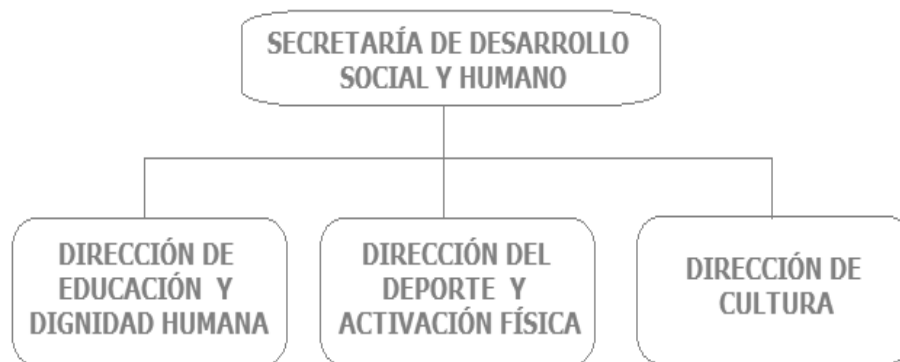 SECRETARÍA DE DESARROLLO
SOCIAL Y HUMANO
DIRECCIÓN DE
EDUCACIÓN Y
DIGNIDAD HUMANA
DIRECCIÓN DEL
DEPORTE Y
ACTIVACIÓN FÍSICA
DIRECCIÓN DE
CULTURA